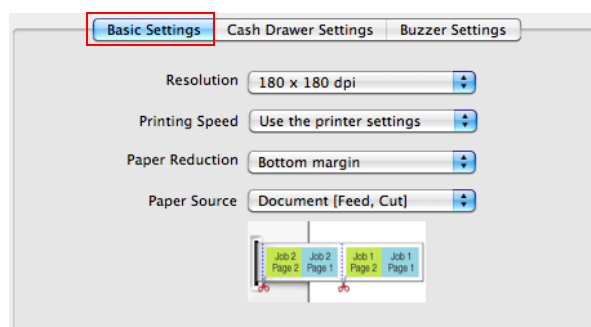 Basic Settings Cash Drawer Settings Buzzer Settings
Resolution 180 x 180 dpi
Printing Speed Use the printer settings
Paper Reduction Bottom margin
Paper Source Document [Feed, Cut]
Job 2 Job 2 Job 1 Job 1
Page 2 Page 1 Page 2 Page 1